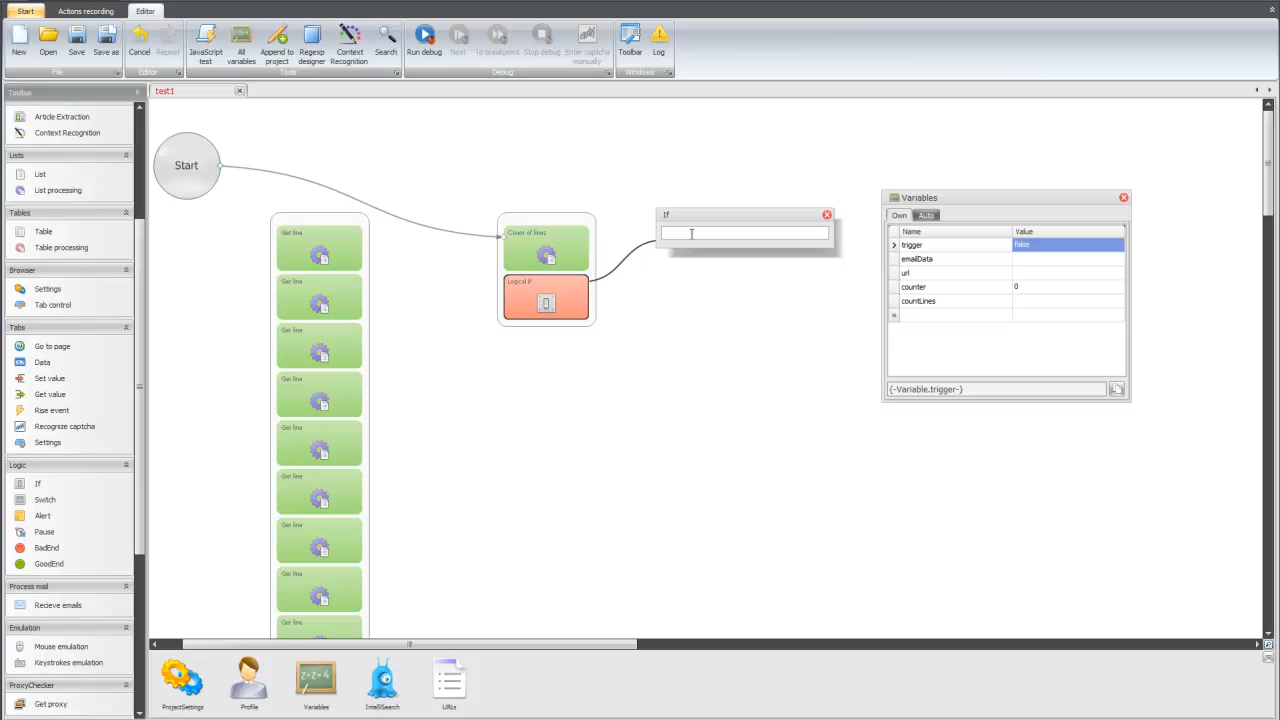 Start
Actions recording
Editor
New
Open
Save
Save as
Cancel
Repeat
JavaScript test
All variables
Append to project
Regexp designer
Context Recognition
Search
Run debug
Next
To breakpoint
Stop debug
Enter captcha manually
Toolbar
Log
File
Editor
Tools
Debug
Windows
Toolbar
test1
Article Extraction
Context Recognition
Lists
List
List processing
Tables
Table
Table processing
Browser
Settings
Tab control
Tabs
Go to page
Data
Set value
Get value
Rise event
Recognize captcha
Settings
Logic
If
Switch
Alert
Pause
BadEnd
GoodEnd
Process mail
Recieve emails
Emulation
Mouse emulation
Keystrokes emulation
ProxyChecker
Get proxy
Start
Get line
Get line
Get line
Get line
Get line
Get line
Get line
Get line
Get line
Count of lines
Logical if
If
Variables
Own
Auto
Name
Value
trigger
false
emailData
url
counter
0
countLines
{-Variable.trigger-}
ProjectSettings
Profile
z+z=4
Variables
IntelliSearch
URLs